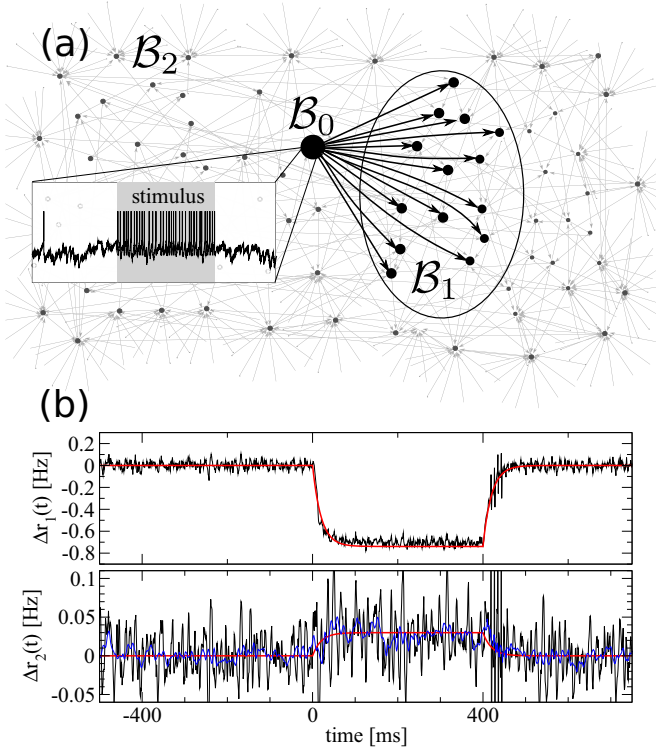 (a)
ℬ₂
ℬ₀
stimulus
ℬ₁
(b)
0.2
0
-0.2
-0.4
-0.6
-0.8
Δr₁(t) [Hz]
0.1
0.05
0
-0.05
Δr₂(t) [Hz]
-400 0 400
time [ms]